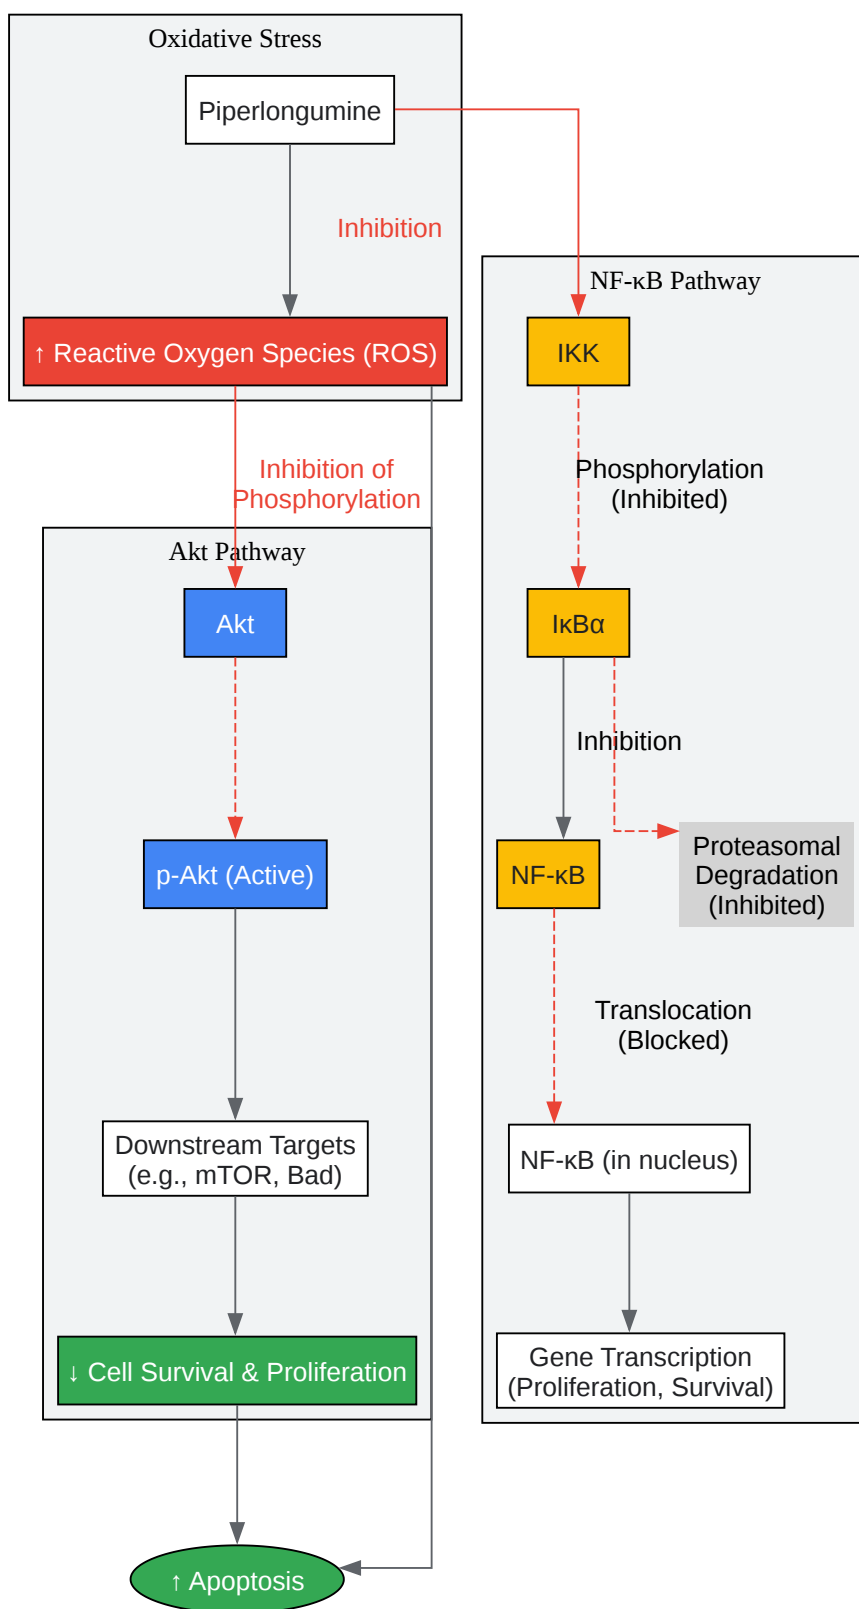 Oxidative Stress
Piperlongumine
Inhibition
NF-κB Pathway
↑ Reactive Oxygen Species (ROS)
IKK
Inhibition of
Phosphorylation
Phosphorylation
(Inhibited)
Akt Pathway
Akt
IκBα
Inhibition
p-Akt (Active)
NF-κB
Proteasomal
Degradation
(Inhibited)
Translocation
(Blocked)
Downstream Targets
(e.g., mTOR, Bad)
NF-κB (in nucleus)
↓ Cell Survival & Proliferation
Gene Transcription
(Proliferation, Survival)
↑ Apoptosis